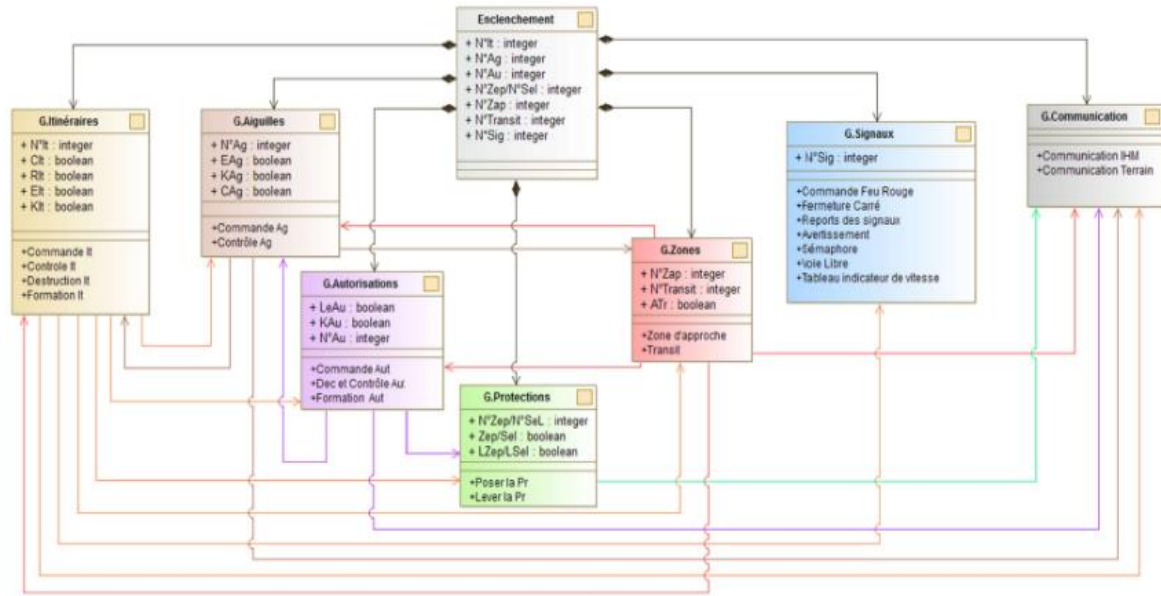 Enclenchement
+ N°It : integer
+ N°Ag : integer
+ N°Au : integer
+ N°Zep/N°Sel : integer
+ N°Zap : integer
+ N°Transit : integer
+ N°Sig : integer
G.Itinéraires
+ N°It : integer
+ CIt : boolean
+ RIt : boolean
+ EIt : boolean
+ KIt : boolean
+Commande It
+Controle It
+Destruction It
+Formation It
G.Aiguilles
+ N°Ag : integer
+ EAg : boolean
+ KAg : boolean
+ CAg : boolean
+Commande Ag
+Contrôle Ag
G.Autorisations
+ LeAu : boolean
+ KAu : boolean
+ N°Au : integer
+Commande Aut
+Dec et Contrôle Au
+Formation Aut
G.Protections
+ N°Zep/N°SeL : integer
+ Zep/Sel : boolean
+ LZep/LSel : boolean
+Poser la Pr
+Lever la Pr
G.Zones
+ N°Zap : integer
+ N°Transit : integer
+ ATr : boolean
+Zone d'approche
+Transit
G.Signaux
+ N°Sig : integer
+Commande Feu Rouge
+Fermeture Carré
+Reports des signaux
+Avertissement
+Sémaphore
+Voie Libre
+Tableau indicateur de vitesse
G.Communication
+Communication IHM
+Communication Terrain